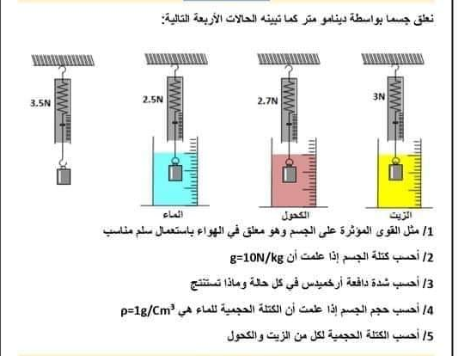 نعلق جسما بواسطة دينامو متر كما تبينه الحالات الأربعة التالية:
3.5N
2.5N
2.7N
3N
الماء
الكحول
الزيت
1/ مثل القوى المؤثرة على الجسم وهو معلق في الهواء باستعمال سلم مناسب
2/ أحسب كتلة الجسم إذا علمت أن g=10N/kg
3/ أحسب شدة دافعة أرخميدس في كل حالة وماذا تستنتج
4/ أحسب حجم الجسم إذا علمت أن الكتلة الحجمية للماء هي ρ=1g/Cm³
5/ أحسب الكتلة الحجمية لكل من الزيت والكحول